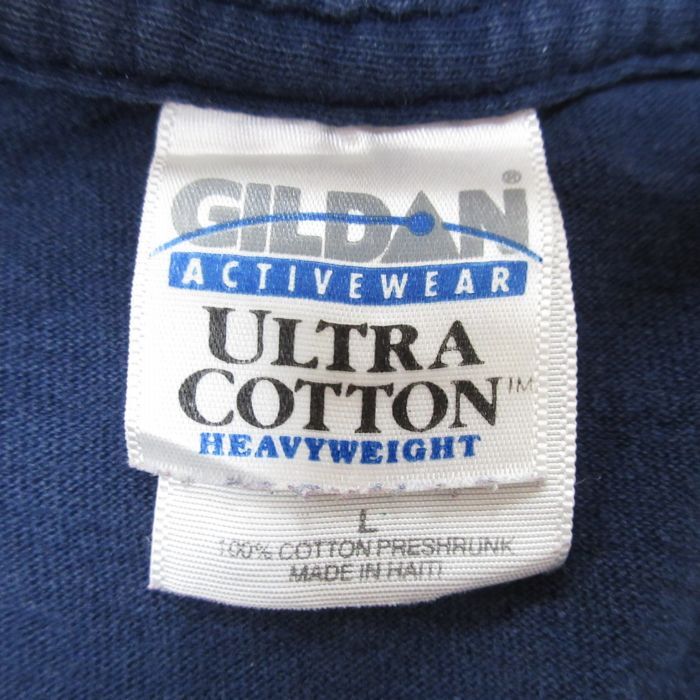 GILDAN®
ACTIVEWEAR
ULTRA
COTTON™
HEAVYWEIGHT
L
100% COTTON PRESHRUNK
MADE IN HAITI